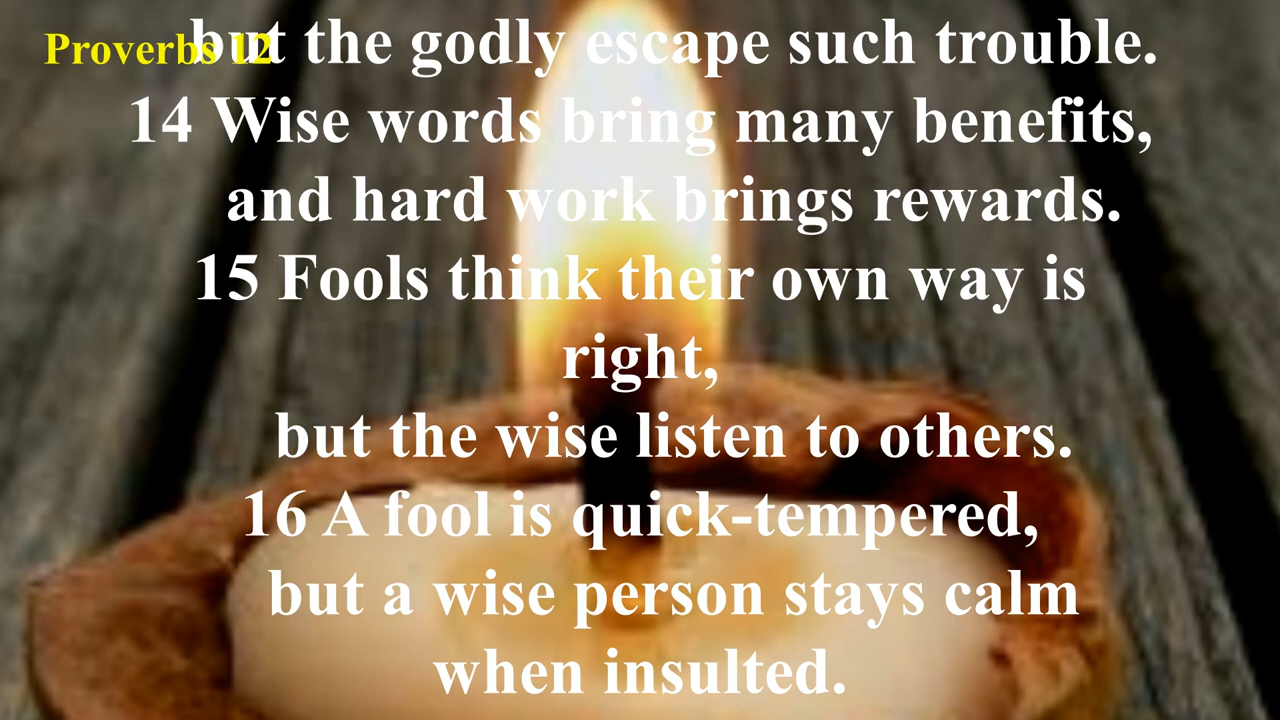 Proverbs 12
but the godly escape such trouble.
14 Wise words bring many benefits,
and hard work brings rewards.
15 Fools think their own way is
right,
but the wise listen to others.
16 A fool is quick-tempered,
but a wise person stays calm
when insulted.